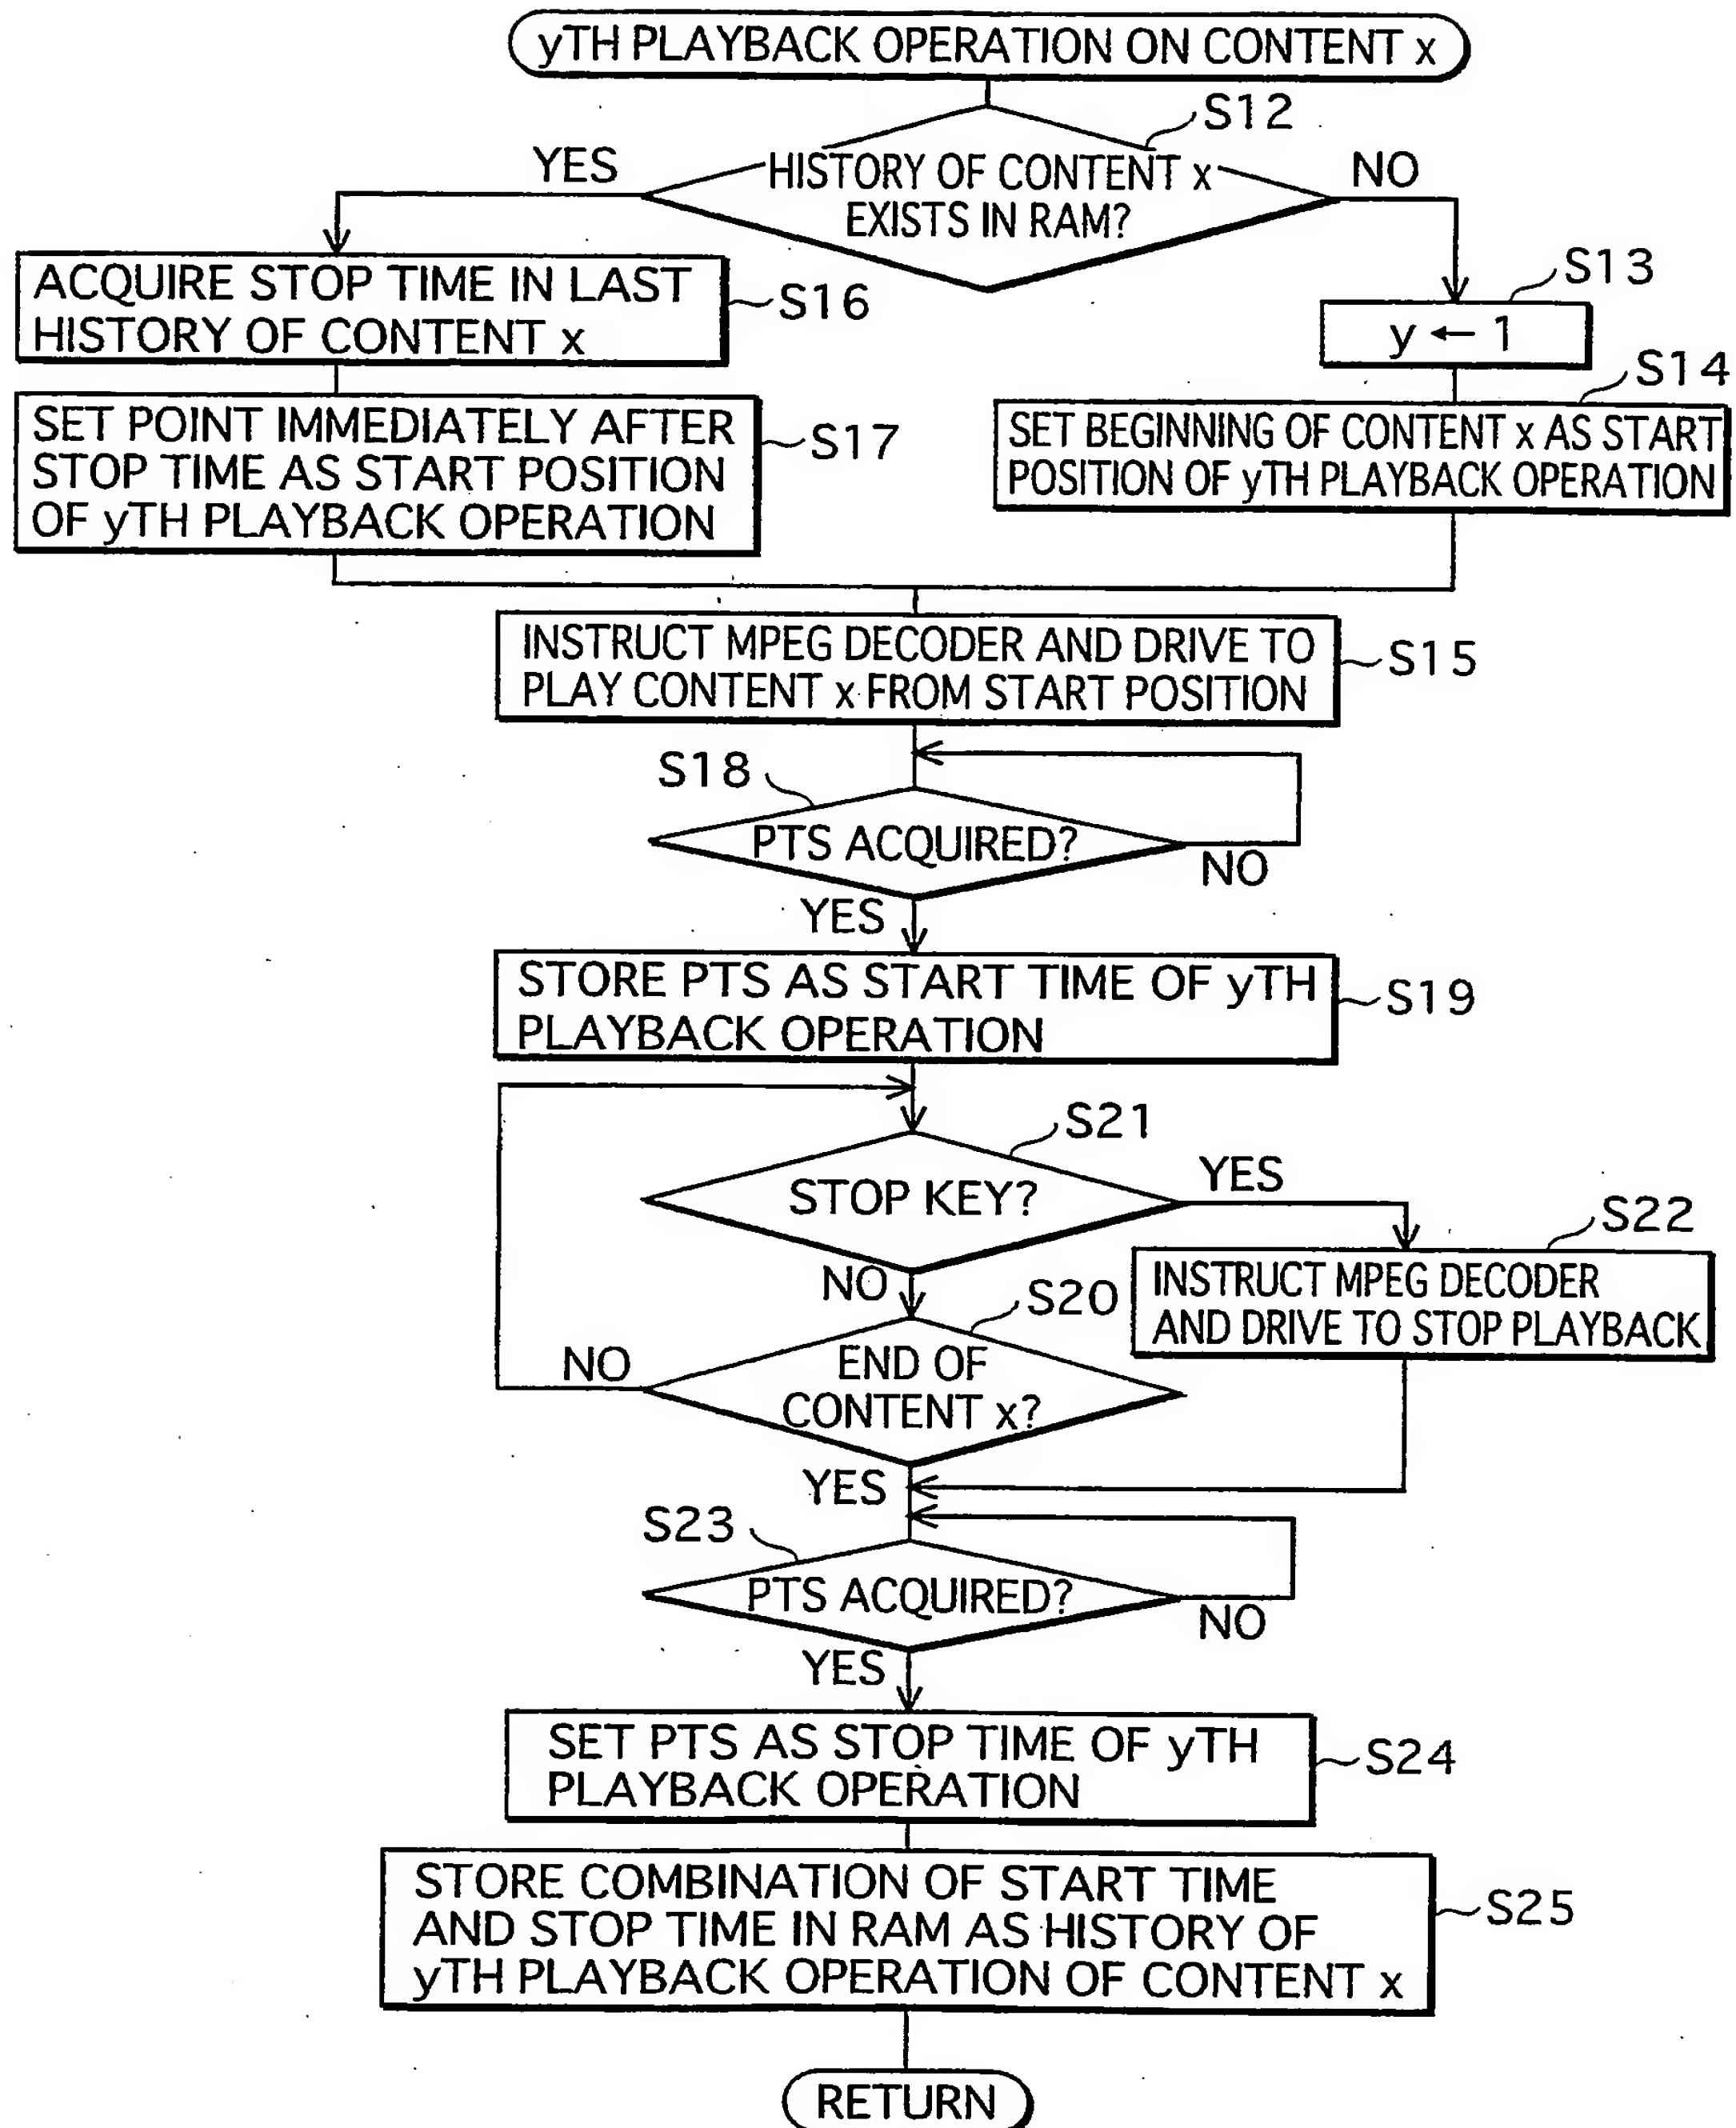 yTH PLAYBACK OPERATION ON CONTENT x
S12
YES
HISTORY OF CONTENT x
EXISTS IN RAM?
NO
ACQUIRE STOP TIME IN LAST
HISTORY OF CONTENT x
S16
S13
y ← 1
S14
SET POINT IMMEDIATELY AFTER
STOP TIME AS START POSITION
OF yTH PLAYBACK OPERATION
S17
SET BEGINNING OF CONTENT x AS START
POSITION OF yTH PLAYBACK OPERATION
INSTRUCT MPEG DECODER AND DRIVE TO
PLAY CONTENT x FROM START POSITION
S15
S18
PTS ACQUIRED?
NO
YES
STORE PTS AS START TIME OF yTH
PLAYBACK OPERATION
S19
S21
STOP KEY?
YES
S22
INSTRUCT MPEG DECODER
AND DRIVE TO STOP PLAYBACK
NO
S20
END OF
CONTENT x?
NO
YES
S23
PTS ACQUIRED?
NO
YES
SET PTS AS STOP TIME OF yTH
PLAYBACK OPERATION
S24
STORE COMBINATION OF START TIME
AND STOP TIME IN RAM AS HISTORY OF
yTH PLAYBACK OPERATION OF CONTENT x
S25
RETURN